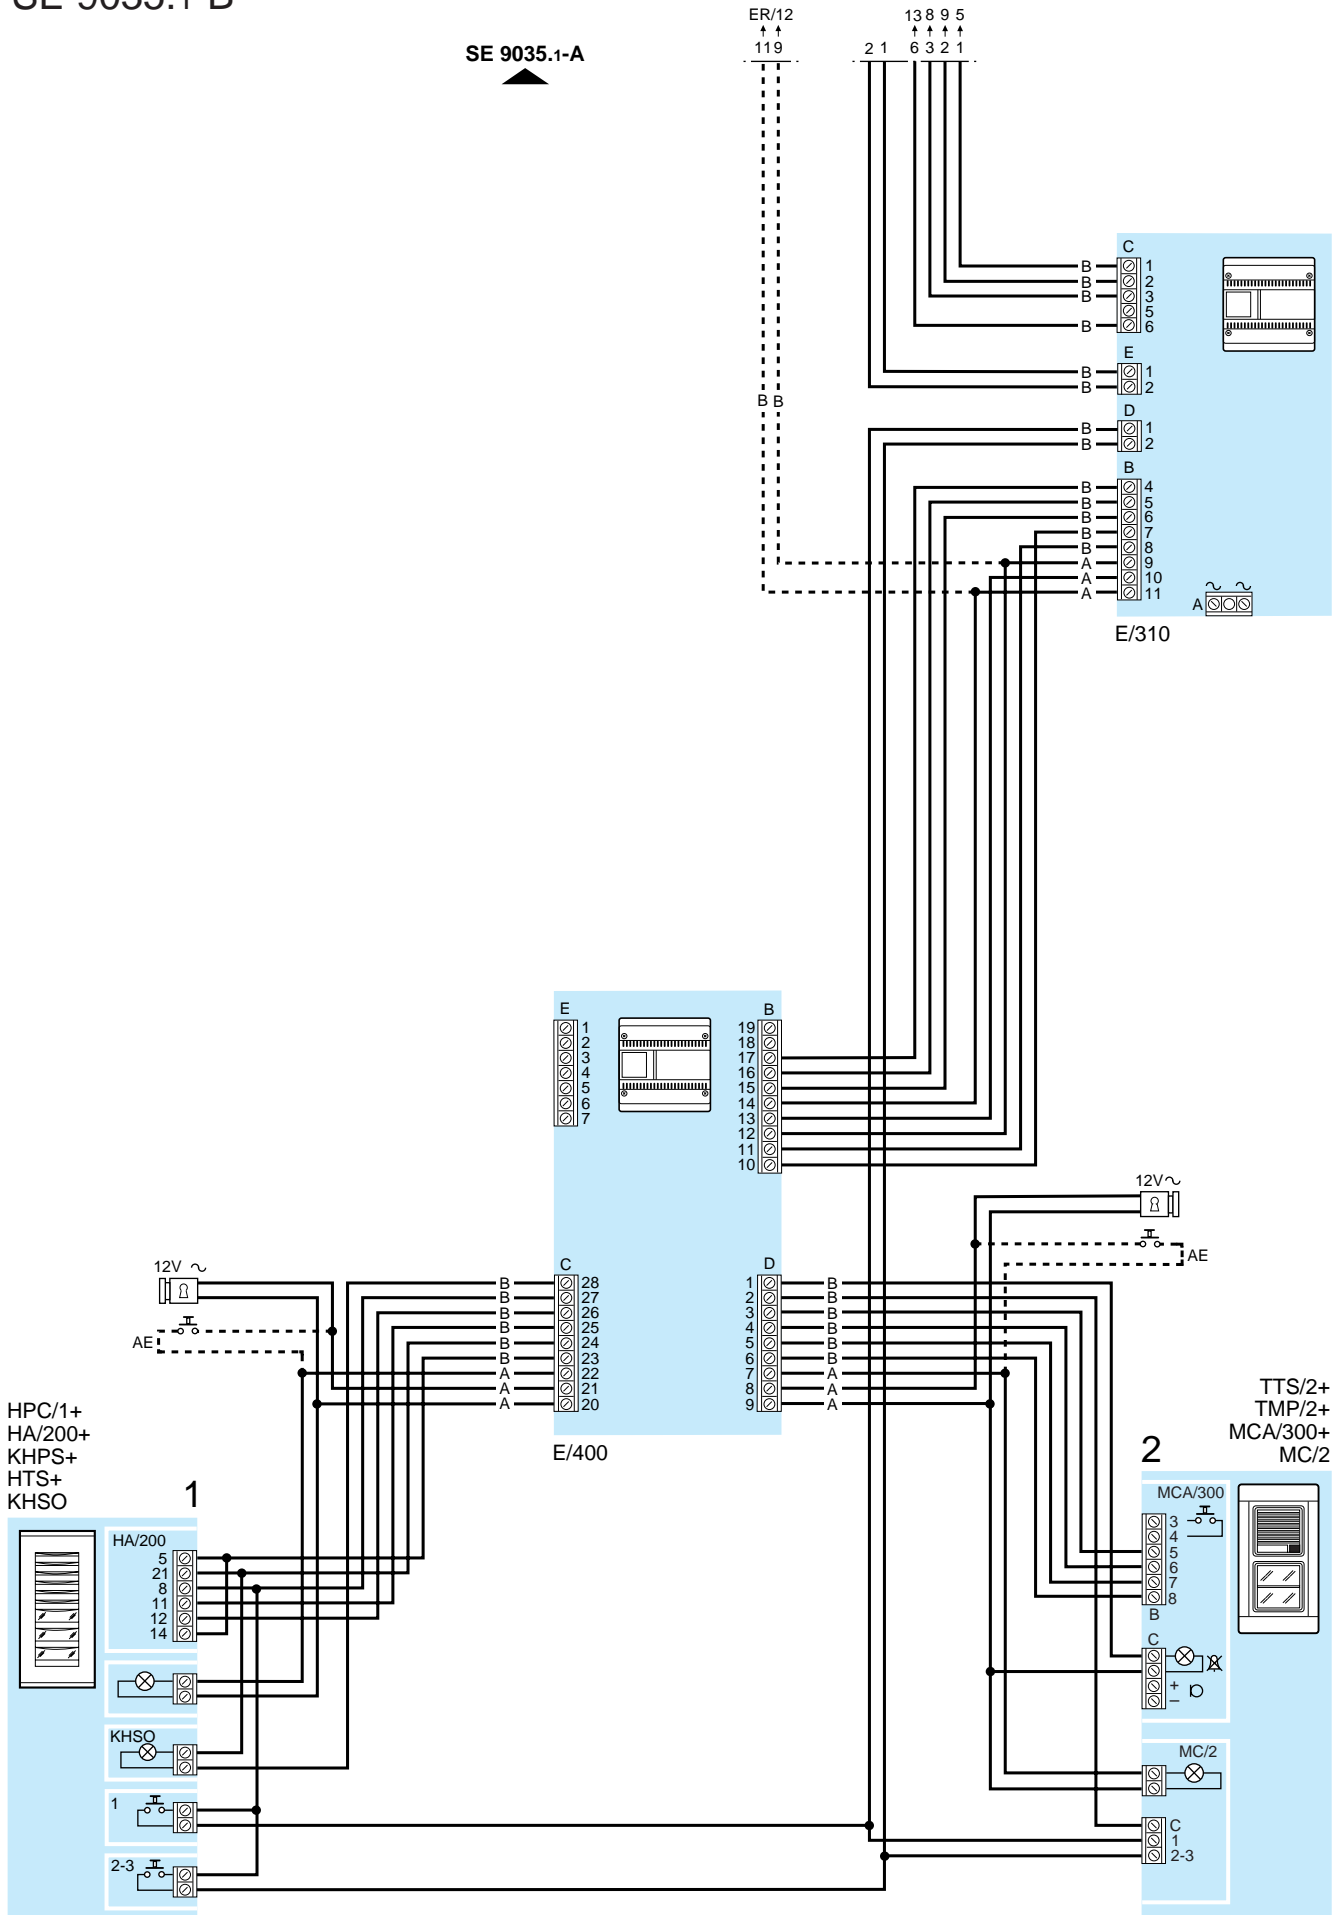 SE 9035.1-B
ER/12
13 8 9 5
SE 9035.1-A
11 9
2 1
6 3 2 1
C
B 1
B 2
B 3
5
B 6
E
B 1
B 2
B B
D
B 1
B 2
B
B 4
B 5
B 6
B 7
B 8
A 9
A 10
A 11
A
E/310
E
1
2
3
4
5
6
7
B
19
18
17
16
15
14
13
12
11
10
12V
AE
12V
AE
C
B 28
B 27
B 26
B 25
B 24
B 23
A 22
A 21
A 20
D
1 B
2 B
3 B
4 B
5 B
6 B
7 A
8 A
9 A
E/400
HPC/1+
HA/200+
KHPS+
HTS+
KHSO
1
HA/200
5
21
8
11
12
14
KHSO
1
2-3
TTS/2+
TMP/2+
MCA/300+
MC/2
2
MCA/300
3
4
5
6
7
8
B
C
+
–
MC/2
C
1
2-3